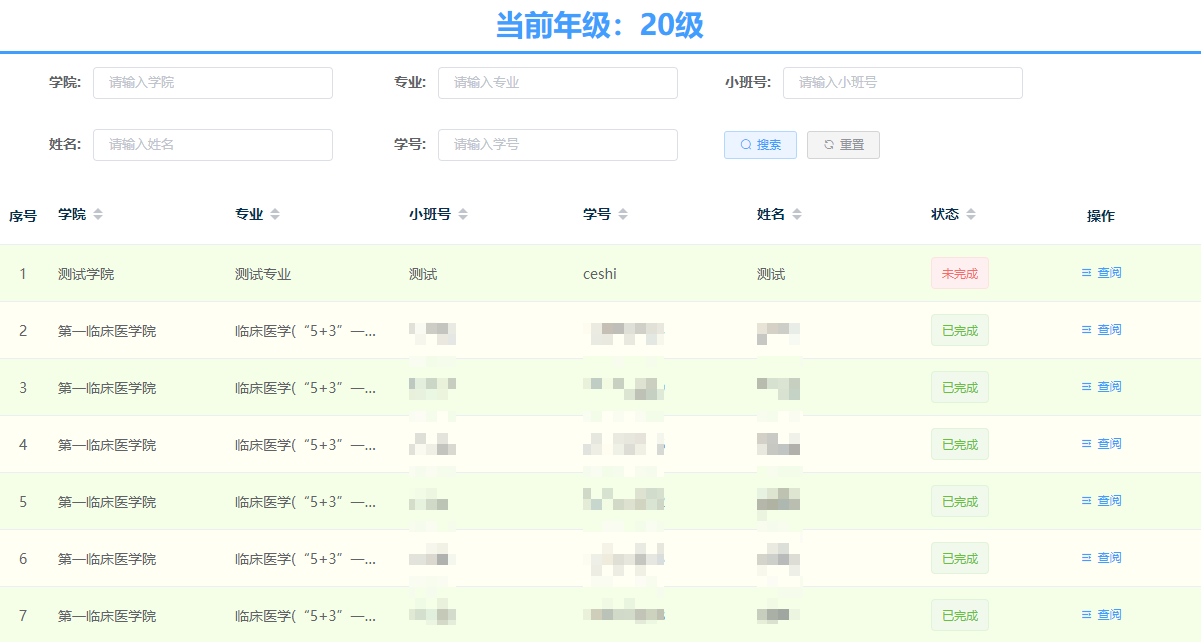 当前年级：20级
学院: 请输入学院 专业: 请输入专业 小班号: 请输入小班号
姓名: 请输入姓名 学号: 请输入学号 搜索 重置
序号 学院 专业 小班号 学号 姓名 状态 操作
1 测试学院 测试专业 测试 ceshi 测试 未完成 查阅
2 第一临床医学院 临床医学(“5+3”一... 已完成 查阅
3 第一临床医学院 临床医学(“5+3”一... 已完成 查阅
4 第一临床医学院 临床医学(“5+3”一... 已完成 查阅
5 第一临床医学院 临床医学(“5+3”一... 已完成 查阅
6 第一临床医学院 临床医学(“5+3”一... 已完成 查阅
7 第一临床医学院 临床医学(“5+3”一... 已完成 查阅